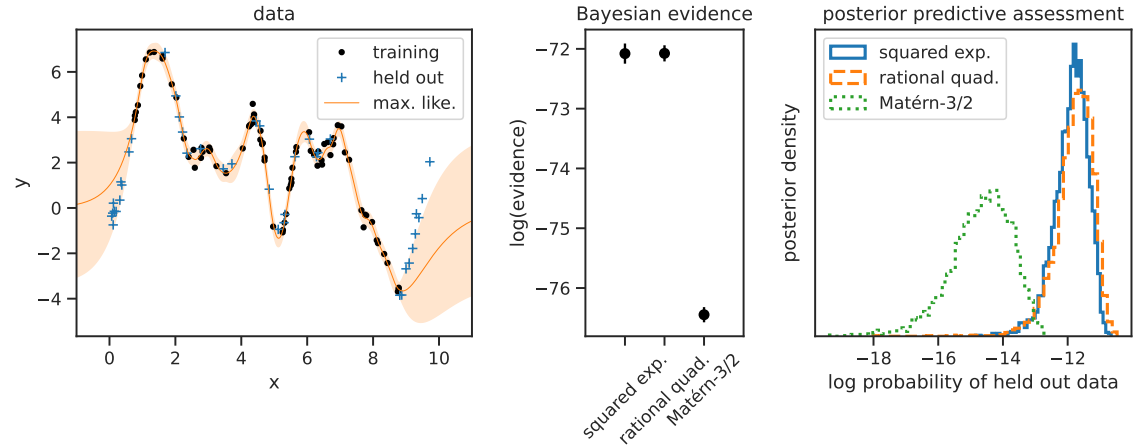 data
training
held out
max. like.
6
4
2
0
−2
−4
y
0
2
4
6
8
10
x
Bayesian evidence
−72
−73
−74
−75
−76
log(evidence)
squared exp.
rational quad.
Matérn-3/2
posterior predictive assessment
squared exp.
rational quad.
Matérn-3/2
posterior density
−18
−16
−14
−12
log probability of held out data